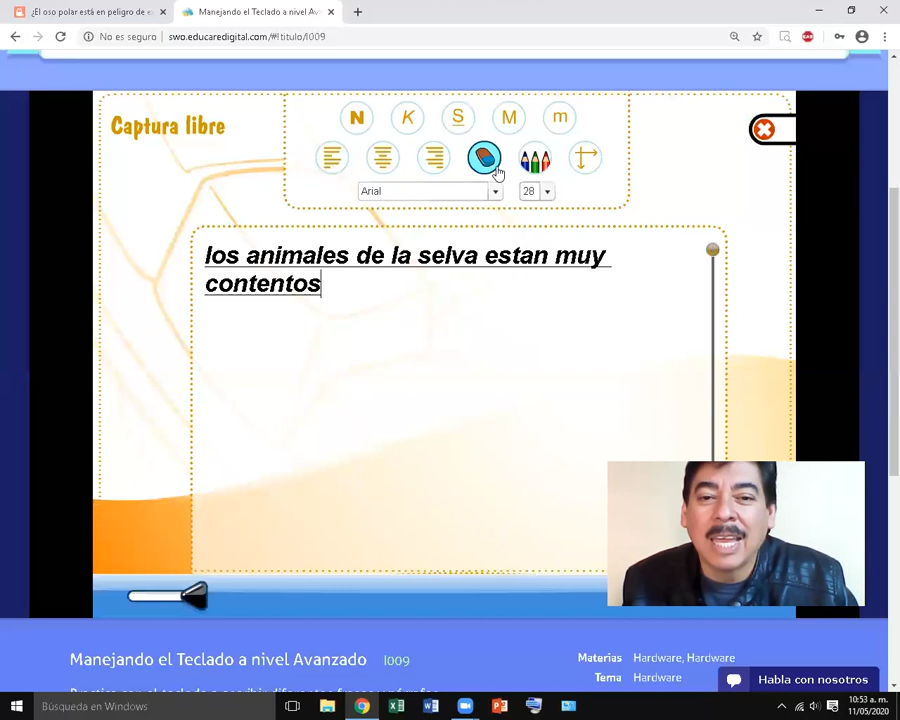 ¿El oso polar está en peligro de e
Manejando el Teclado a nivel Av
No es seguro
swo.educaredigital.com/#!titulo/I009
Captura libre
N K S M m
Arial
28
los animales de la selva estan muy
contentos
Manejando el Teclado a nivel Avanzado I009
Materias Hardware, Hardware
Tema Hardware
Habla con nosotros
Búsqueda en Windows
10:53 a. m.
11/05/2020